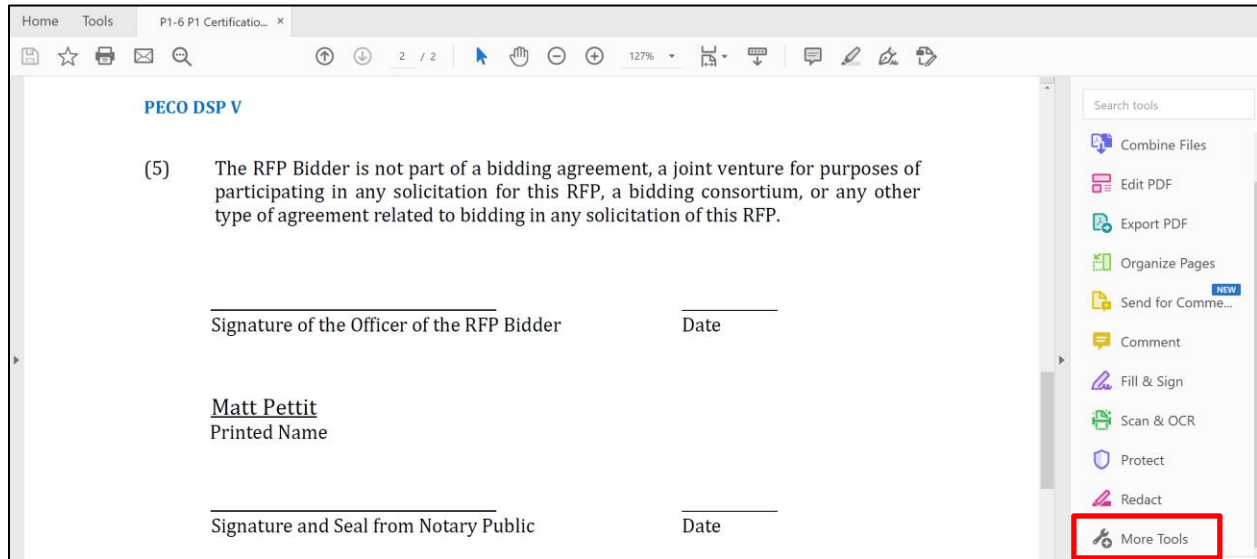 Home Tools P1-6 P1 Certificatio... ×
2 / 2 127%
PECO DSP V
(5) The RFP Bidder is not part of a bidding agreement, a joint venture for purposes of
participating in any solicitation for this RFP, a bidding consortium, or any other
type of agreement related to bidding in any solicitation of this RFP.
Signature of the Officer of the RFP Bidder Date
Matt Pettit
Printed Name
Signature and Seal from Notary Public Date
Search tools
Combine Files
Edit PDF
Export PDF
Organize Pages
NEW
Send for Comme...
Comment
Fill & Sign
Scan & OCR
Protect
Redact
More Tools